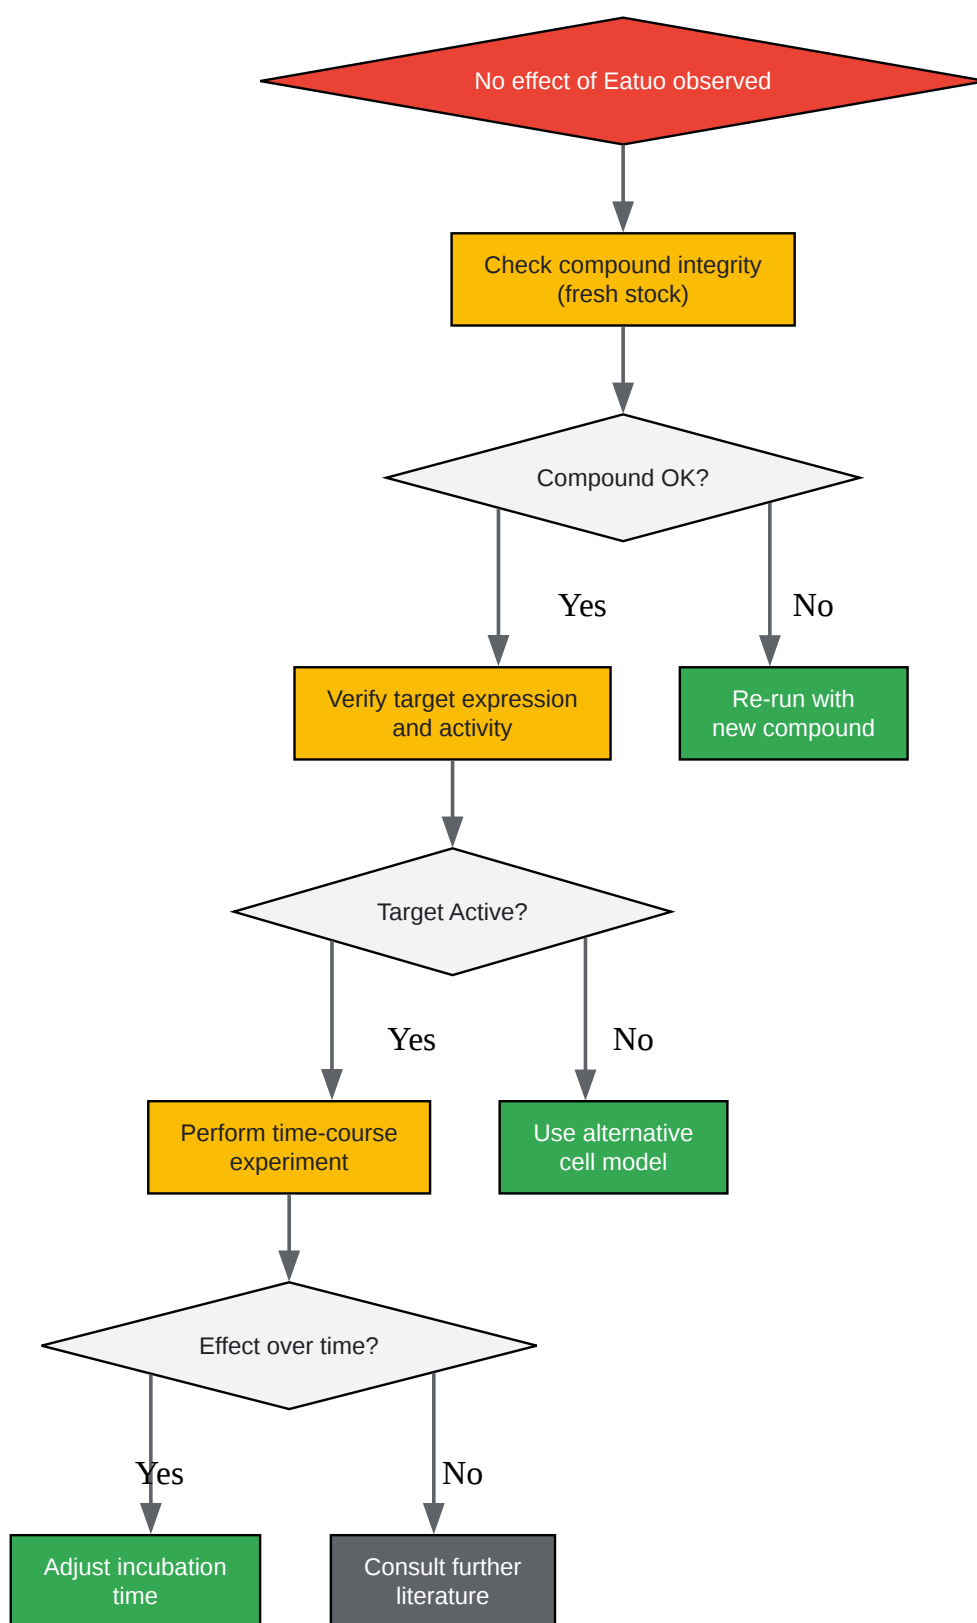 No effect of Eatuo observed
Check compound integrity
(fresh stock)
Compound OK?
Yes
No
Verify target expression
and activity
Re-run with
new compound
Target Active?
Yes
No
Perform time-course
experiment
Use alternative
cell model
Effect over time?
Yes
No
Adjust incubation
time
Consult further
literature